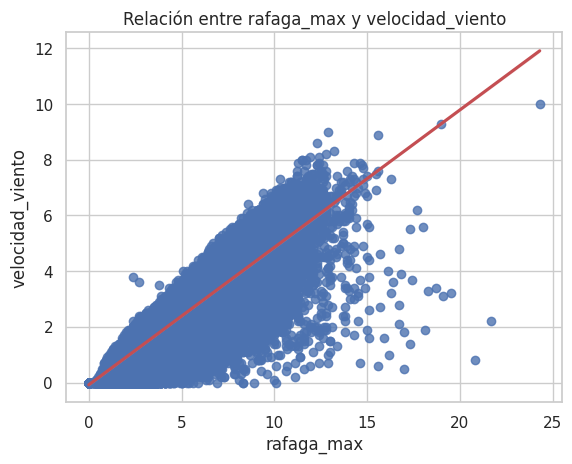 Relación entre rafaga_max y velocidad_viento
velocidad_viento
12
10
8
6
4
2
0
0 5 10 15 20 25
rafaga_max